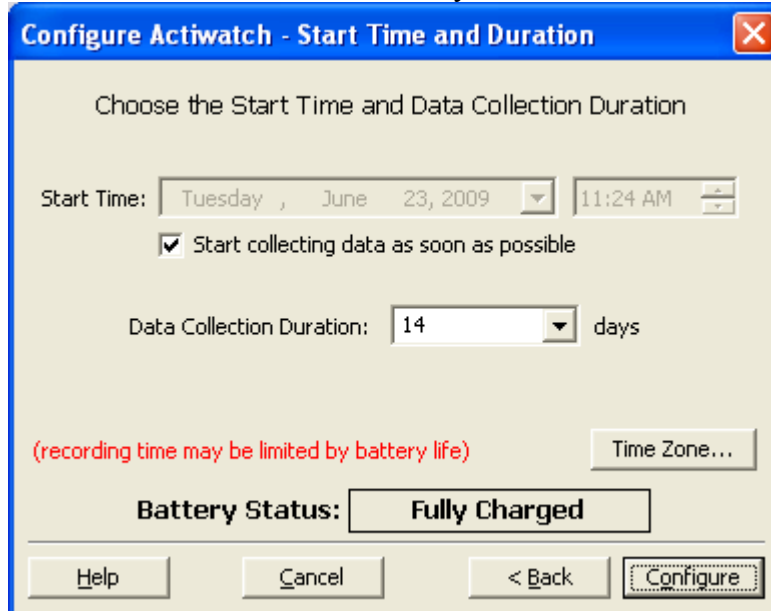 Configure Actiwatch - Start Time and Duration
Choose the Start Time and Data Collection Duration
Start Time: Tuesday , June 23, 2009 11:24 AM
Start collecting data as soon as possible
Data Collection Duration: 14 days
(recording time may be limited by battery life) Time Zone...
Battery Status: Fully Charged
Help Cancel < Back Configure